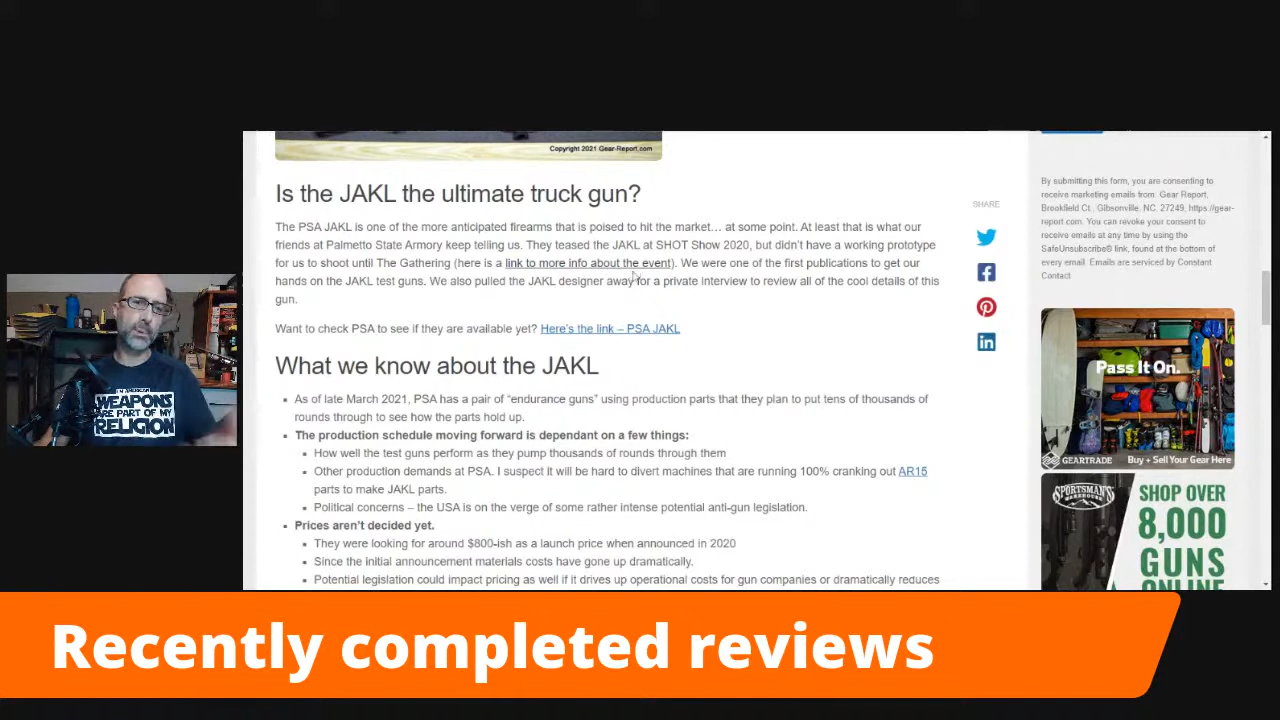 Copyright 2021 Gear-Report.com
Is the JAKL the ultimate truck gun?
The PSA JAKL is one of the more anticipated firearms that is poised to hit the market… at some point. At least that is what our
friends at Palmetto State Armory keep telling us. They teased the JAKL at SHOT Show 2020, but didn't have a working prototype
for us to shoot until The Gathering (here is a link to more info about the event). We were one of the first publications to get our
hands on the JAKL test guns. We also pulled the JAKL designer away for a private interview to review all of the cool details of this
gun.
Want to check PSA to see if they are available yet? Here's the link – PSA JAKL
What we know about the JAKL
As of late March 2021, PSA has a pair of “endurance guns” using production parts that they plan to put tens of thousands of
rounds through to see how the parts hold up.
The production schedule moving forward is dependant on a few things:
How well the test guns perform as they pump thousands of rounds through them
Other production demands at PSA. I suspect it will be hard to divert machines that are running 100% cranking out AR15
parts to make JAKL parts.
Political concerns – the USA is on the verge of some rather intense potential anti-gun legislation.
Prices aren't decided yet.
They were looking for around $800-ish as a launch price when announced in 2020
Since the initial announcement materials costs have gone up dramatically.
Potential legislation could impact pricing as well if it drives up operational costs for gun companies or dramatically reduces
SHARE
By submitting this form, you are consenting to
receive marketing emails from: Gear Report,
Brookfield Ct., Gibsonville, NC, 27249, https://gear-
report.com. You can revoke your consent to
receive emails at any time by using the
SafeUnsubscribe® link, found at the bottom of
every email. Emails are serviced by Constant
Contact
Pass It On.
GEARTRADE Buy + Sell Your Gear Here
SPORTSMAN'S
WAREHOUSE
SHOP OVER
8,000
GUNS
ONLINE
WEAPONS
ARE PART OF MY
RELIGION
Recently completed reviews